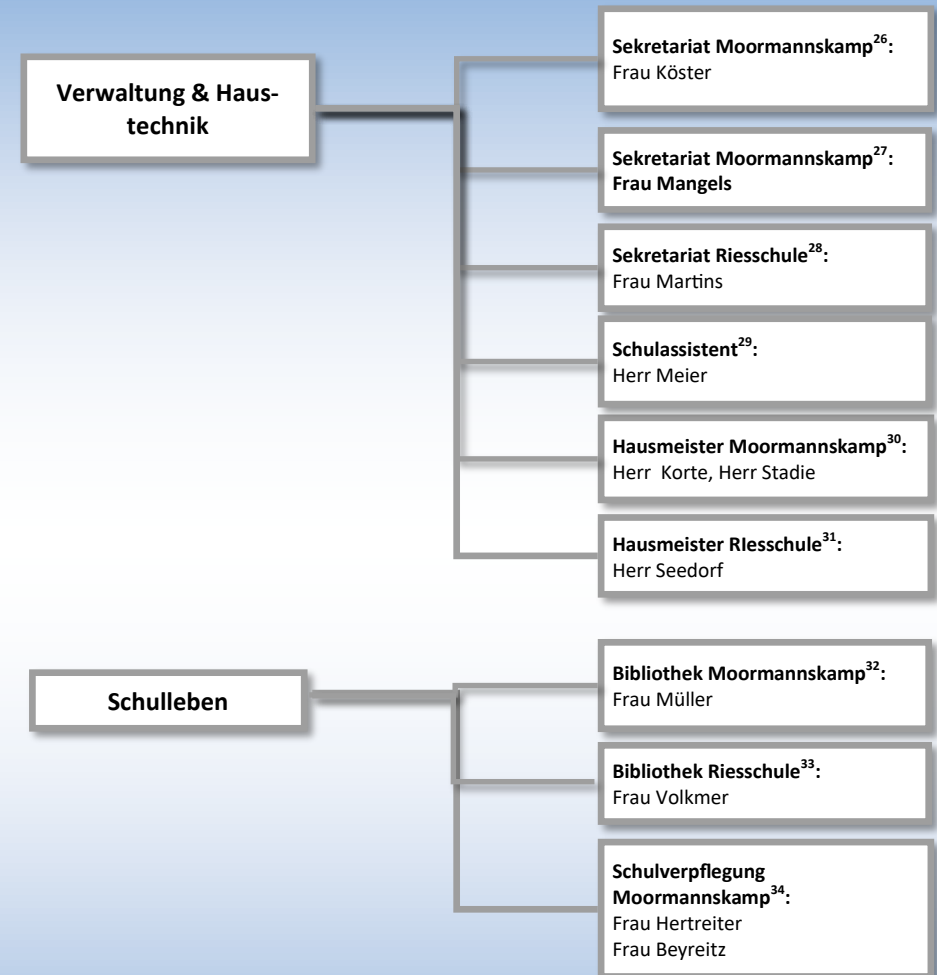 Verwaltung & Haus-
technik
Sekretariat Moormannskamp²⁶:
Frau Köster
Sekretariat Moormannskamp²⁷:
Frau Mangels
Sekretariat Riesschule²⁸:
Frau Martins
Schulassistent²⁹:
Herr Meier
Hausmeister Moormannskamp³⁰:
Herr  Korte, Herr Stadie
Hausmeister RIesschule³¹:
Herr Seedorf
Schulleben
Bibliothek Moormannskamp³²:
Frau Müller
Bibliothek Riesschule³³:
Frau Volkmer
Schulverpflegung
Moormannskamp³⁴:
Frau Hertreiter
Frau Beyreitz